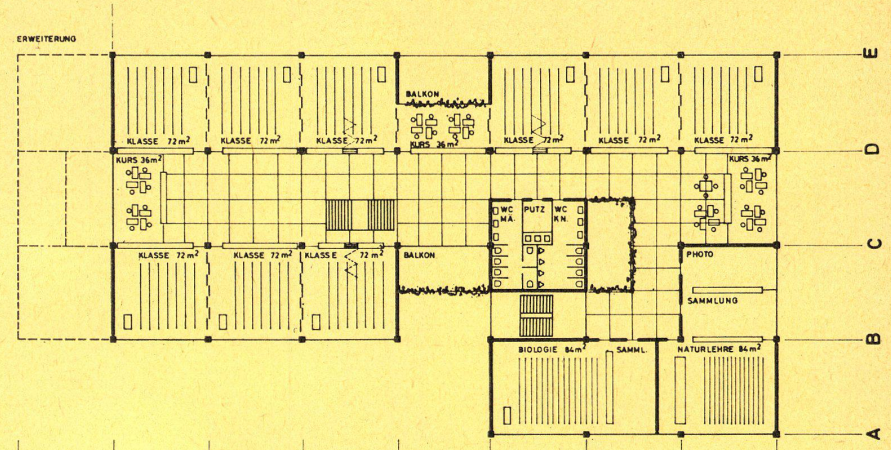 ERWEITERUNG
E
BALKON
KLASSE 72 m²
KLASSE 72 m²
KLASSE 72 m²
KURS 36 m²
KLASSE 72 m²
KLASSE 72 m²
KLASSE 72 m²
D
KURS 36 m²
KURS 36 m²
WC MÄ.
PUTZ
WC KN.
C
KLASSE 72 m²
KLASSE 72 m²
KLASSE 72 m²
BALKON
PHOTO
SAMMLUNG
B
BIOLOGIE 84 m²
SAMML.
NATURLEHRE 84 m²
A